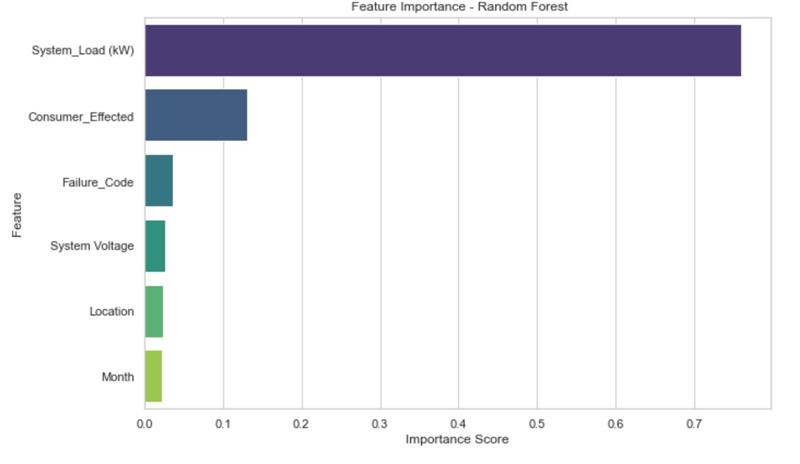 Feature Importance - Random Forest
System_Load (kW)
Consumer_Effected
Failure_Code
System Voltage
Location
Month
Feature
0.0 0.1 0.2 0.3 0.4 0.5 0.6 0.7
Importance Score